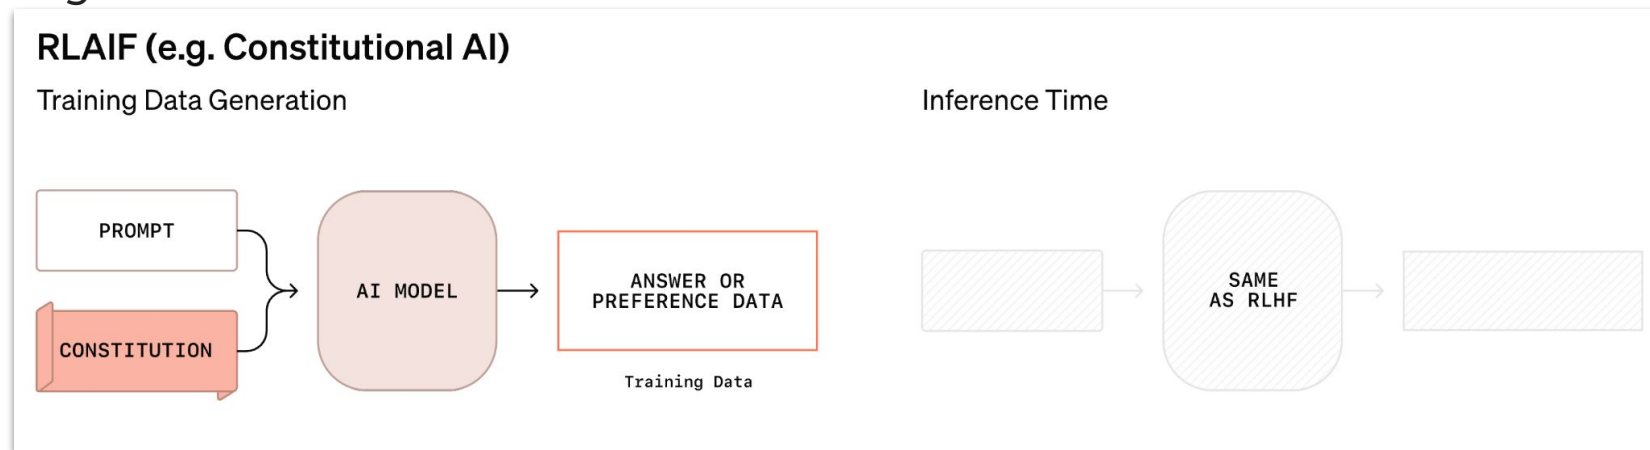 RLAIF (e.g. Constitutional AI)
Training Data Generation
Inference Time
PROMPT
CONSTITUTION
AI MODEL
ANSWER OR
PREFERENCE DATA
Training Data
SAME
AS RLHF